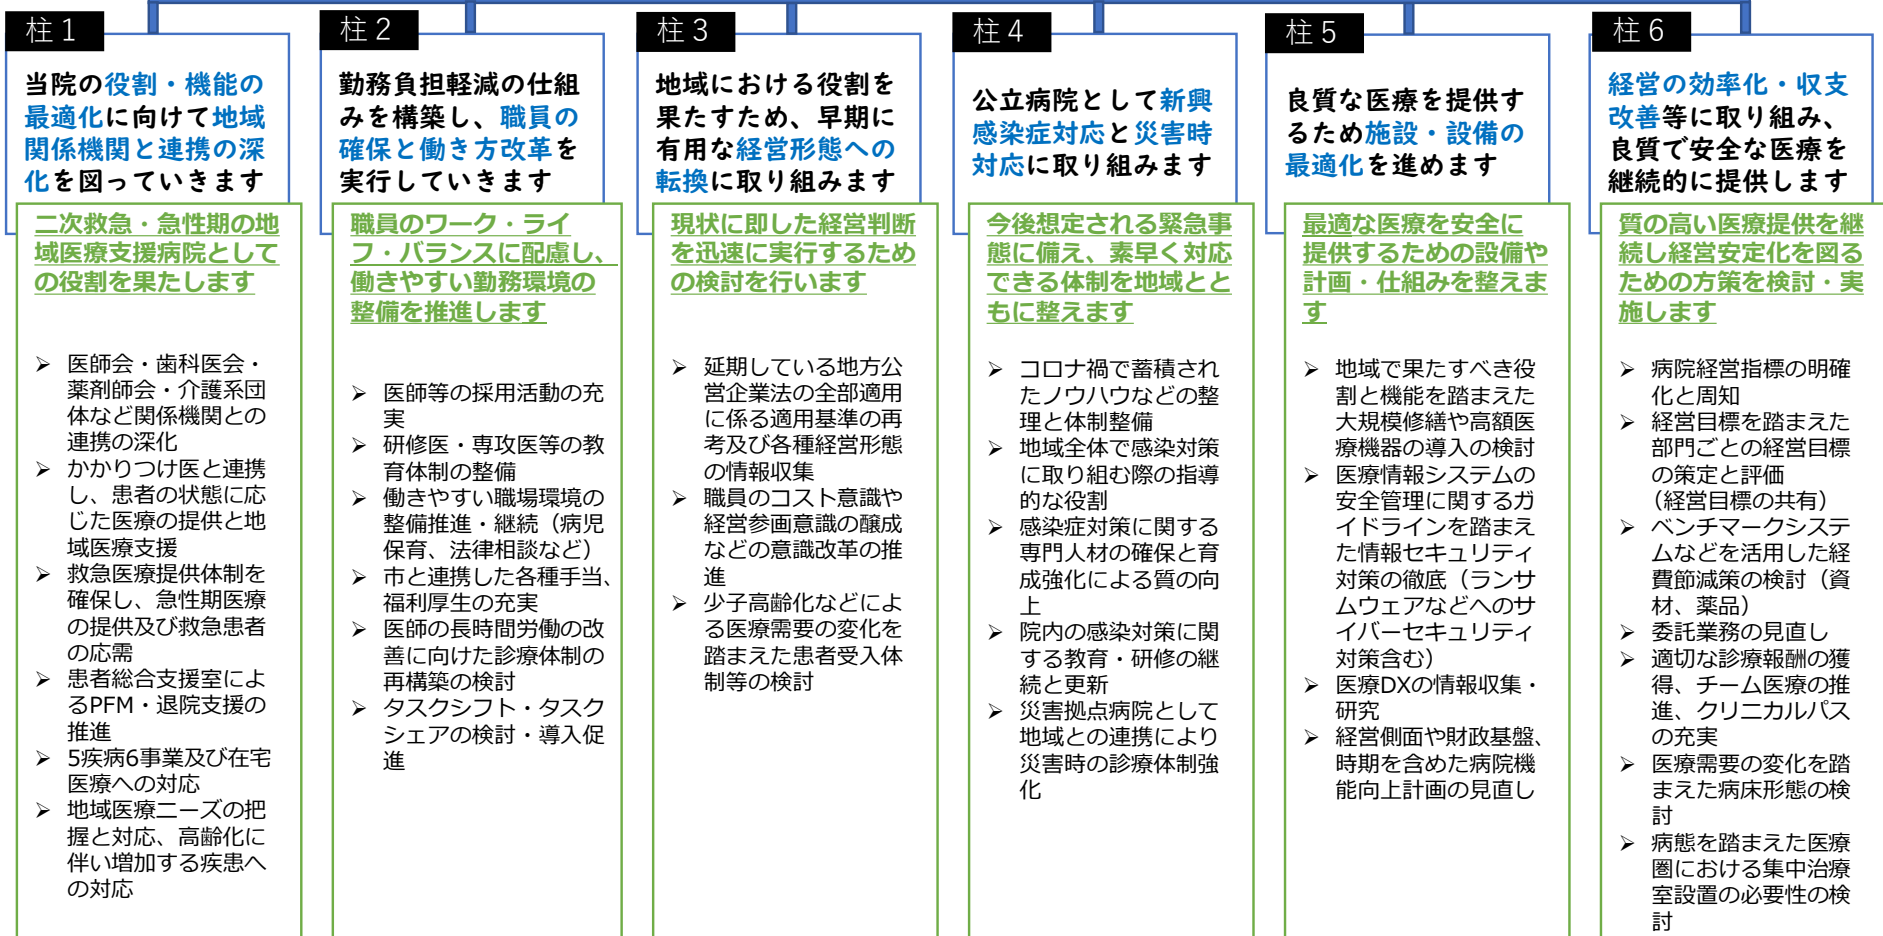 柱1
当院の役割・機能の
最適化に向けて地域
関係機関と連携の深
化を図っていきます
二次救急・急性期の地
域医療支援病院として
の役割を果たします
➢ 医師会・歯科医会・
薬剤師会・介護系団
体など関係機関との
連携の深化
➢ かかりつけ医と連携
し、患者の状態に応
じた医療の提供と地
域医療支援
➢ 救急医療提供体制を
確保し、急性期医療
の提供及び救急患者
の応需
➢ 患者総合支援室によ
るPFM・退院支援の
推進
➢ 5疾病6事業及び在宅
医療への対応
➢ 地域医療ニーズの把
握と対応、高齢化に
伴い増加する疾患へ
の対応
柱2
勤務負担軽減の仕組
みを構築し、職員の
確保と働き方改革を
実行していきます
職員のワーク・ライ
フ・バランスに配慮し、
働きやすい勤務環境の
整備を推進します
➢ 医師等の採用活動の充
実
➢ 研修医・専攻医等の教
育体制の整備
➢ 働きやすい職場環境の
整備推進・継続（病児
保育、法律相談など）
➢ 市と連携した各種手当、
福利厚生の充実
➢ 医師の長時間労働の改
善に向けた診療体制の
再構築の検討
➢ タスクシフト・タスク
シェアの検討・導入促
進
柱3
地域における役割を
果たすため、早期に
有用な経営形態への
転換に取り組みます
現状に即した経営判断
を迅速に実行するため
の検討を行います
➢ 延期している地方公
営企業法の全部適用
に係る適用基準の再
考及び各種経営形態
の情報収集
➢ 職員のコスト意識や
経営参画意識の醸成
などの意識改革の推
進
➢ 少子高齢化などによ
る医療需要の変化を
踏まえた患者受入体
制等の検討
柱4
公立病院として新興
感染症対応と災害時
対応に取り組みます
今後想定される緊急事
態に備え、素早く対応
できる体制を地域とと
もに整えます
➢ コロナ禍で蓄積され
たノウハウなどの整
理と体制整備
➢ 地域全体で感染対策
に取り組む際の指導
的な役割
➢ 感染症対策に関する
専門人材の確保と育
成強化による質の向
上
➢ 院内の感染対策に関
する教育・研修の継
続と更新
➢ 災害拠点病院として
地域との連携により
災害時の診療体制強
化
柱5
良質な医療を提供す
るため施設・設備の
最適化を進めます
最適な医療を安全に
提供するための設備や
計画・仕組みを整えま
す
➢ 地域で果たすべき役
割と機能を踏まえた
大規模修繕や高額医
療機器の導入の検討
➢ 医療情報システムの
安全管理に関するガ
イドラインを踏まえ
た情報セキュリティ
対策の徹底（ランサ
ムウェアなどへのサ
イバーセキュリティ
対策含む）
➢ 医療DXの情報収集・
研究
➢ 経営側面や財政基盤、
時期を含めた病院機
能向上計画の見直し
柱6
経営の効率化・収支
改善等に取り組み、
良質で安全な医療を
継続的に提供します
質の高い医療提供を継
続し経営安定化を図る
ための方策を検討・実
施します
➢ 病院経営指標の明確
化と周知
➢ 経営目標を踏まえた
部門ごとの経営目標
の策定と評価
（経営目標の共有）
➢ ベンチマークシステ
ムなどを活用した経
費節減策の検討（資
材、薬品）
➢ 委託業務の見直し
➢ 適切な診療報酬の獲
得、チーム医療の推
進、クリニカルパス
の充実
➢ 医療需要の変化を踏
まえた病床形態の検
討
➢ 病態を踏まえた医療
圏における集中治療
室設置の必要性の検
討